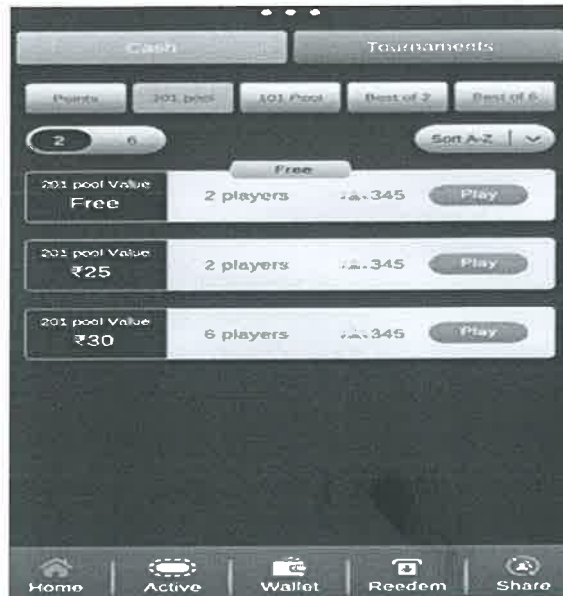 Cash Tournaments
Points 201 pool 101 Pool Best of 2 Best of 6
2 6 Sort A-Z
Free
201 pool Value
Free
2 players 345 Play
201 pool Value
₹25
2 players 345 Play
201 pool Value
₹30
6 players 345 Play
Home Active Wallet Reedem Share